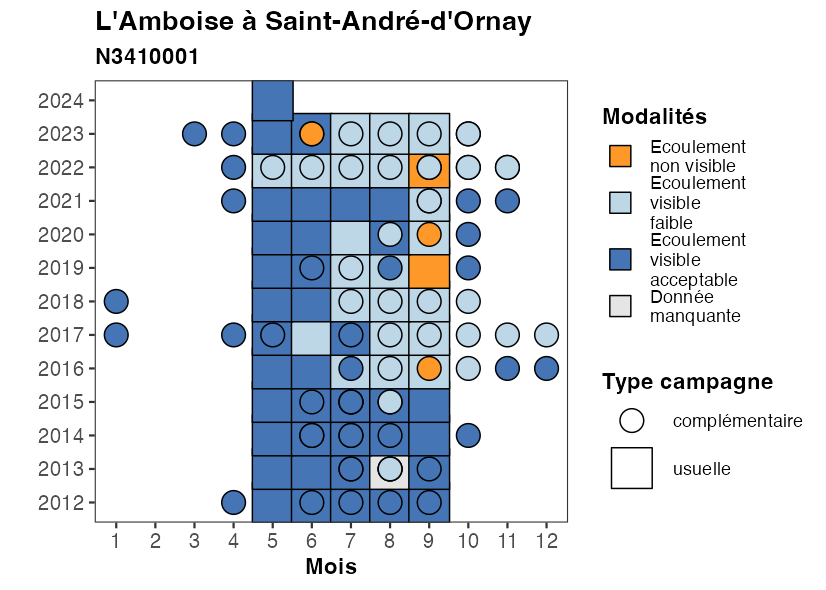 L'Amboise à Saint-André-d'Ornay
N3410001
2024
2023
2022
2021
2020
2019
2018
2017
2016
2015
2014
2013
2012
1 2 3 4 5 6 7 8 9 10 11 12
Mois
Modalités
Ecoulement
non visible
Ecoulement
visible
faible
Ecoulement
visible
acceptable
Donnée
manquante
Type campagne
complémentaire
usuelle